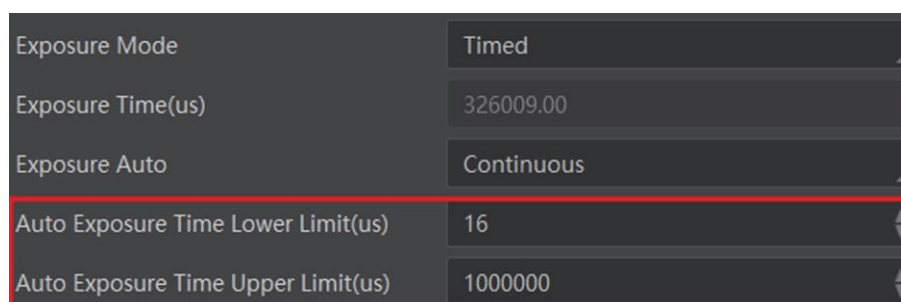 Exposure Mode Timed
Exposure Time(us) 326009.00
Exposure Auto Continuous
Auto Exposure Time Lower Limit(us) 16
Auto Exposure Time Upper Limit(us) 1000000